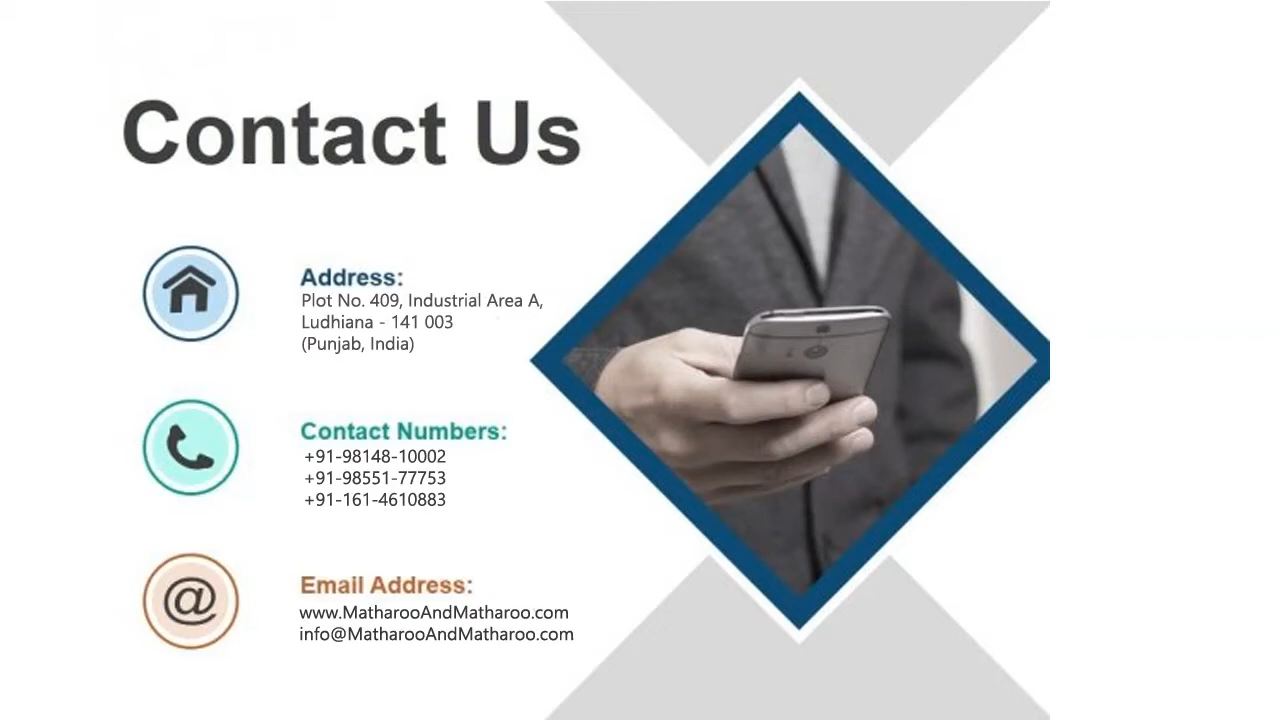 Contact Us
Address:
Plot No. 409, Industrial Area A,
Ludhiana - 141 003
(Punjab, India)
Contact Numbers:
+91-98148-10002
+91-98551-77753
+91-161-4610883
@
Email Address:
www.MatharooAndMatharoo.com
info@MatharooAndMatharoo.com